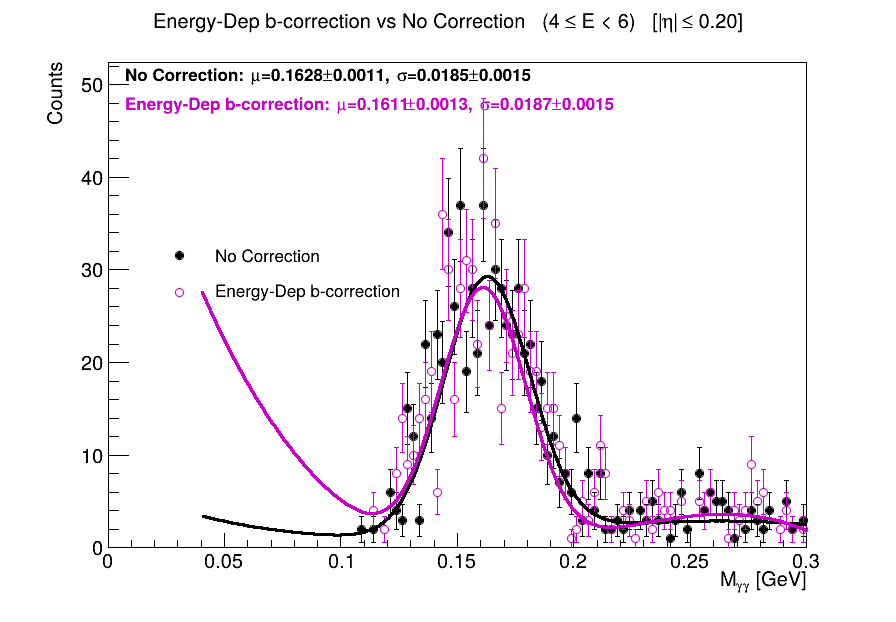 Energy-Dep b-correction vs No Correction (4 ≤ E < 6) [|η| ≤ 0.20]
No Correction: μ=0.1628±0.0011, σ=0.0185±0.0015
Energy-Dep b-correction: μ=0.1611±0.0013, σ=0.0187±0.0015
Counts
50
40
30
20
10
0
No Correction
Energy-Dep b-correction
0 0.05 0.1 0.15 0.2 0.25 0.3
Mγγ [GeV]